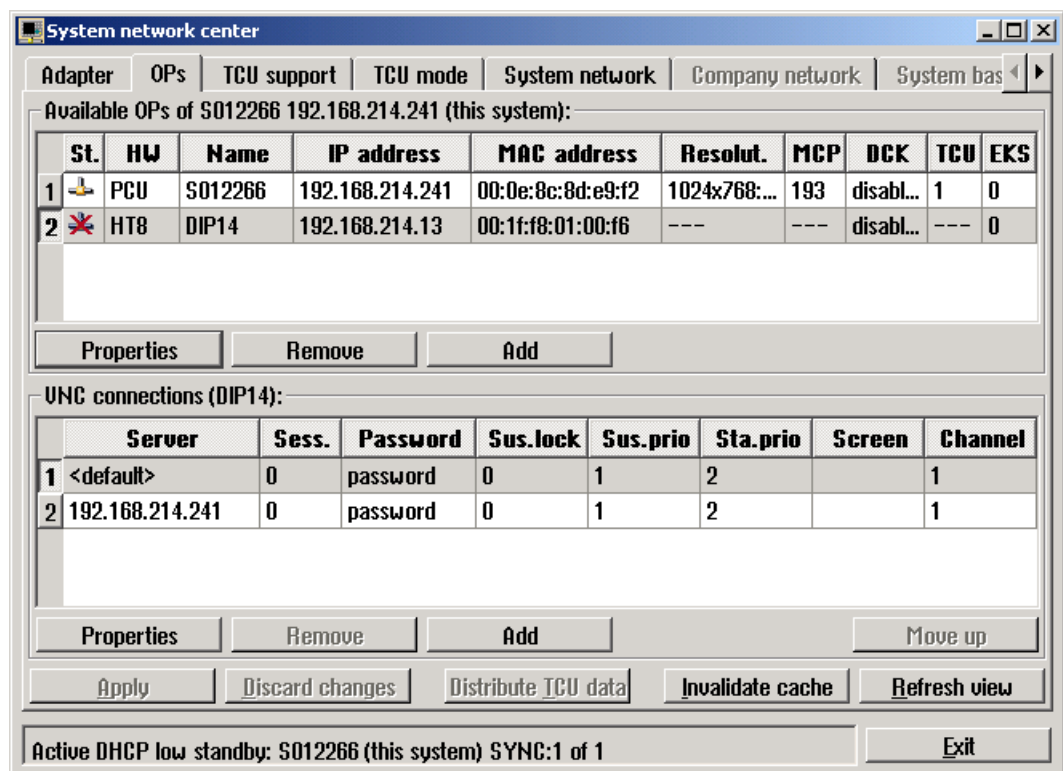 System network center
Adapter OPs TCU support TCU mode System network Company network System bas
Available OPs of S012266 192.168.214.241 (this system):
St. HW Name IP address MAC address Resolut. MCP DCK TCU EKS
1 PCU S012266 192.168.214.241 00:0e:8c:8d:e9:f2 1024x768:... 193 disabl... 1 0
2 HT8 DIP14 192.168.214.13 00:1f:f8:01:00:f6 --- --- disabl... --- 0
Properties Remove Add
VNC connections (DIP14):
Server Sess. Password Sus.lock Sus.prio Sta.prio Screen Channel
1 <default> 0 password 0 1 2 1
2 192.168.214.241 0 password 0 1 2 1
Properties Remove Add Move up
Apply Discard changes Distribute TCU data Invalidate cache Refresh view
Active DHCP low standby: S012266 (this system) SYNC:1 of 1 Exit